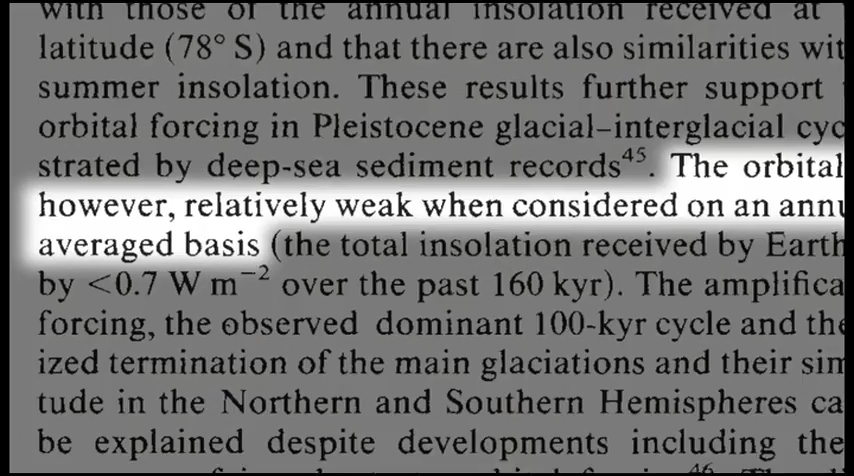 with those of the annual insolation received at
latitude (78° S) and that there are also similarities wit
summer insolation. These results further support
orbital forcing in Pleistocene glacial–interglacial cyc
strated by deep-sea sediment records⁴⁵. The orbital
however, relatively weak when considered on an annu
averaged basis (the total insolation received by Earth
by <0.7 W m⁻² over the past 160 kyr). The amplifica
forcing, the observed dominant 100-kyr cycle and the
ized termination of the main glaciations and their sim
tude in the Northern and Southern Hemispheres ca
be explained despite developments including the